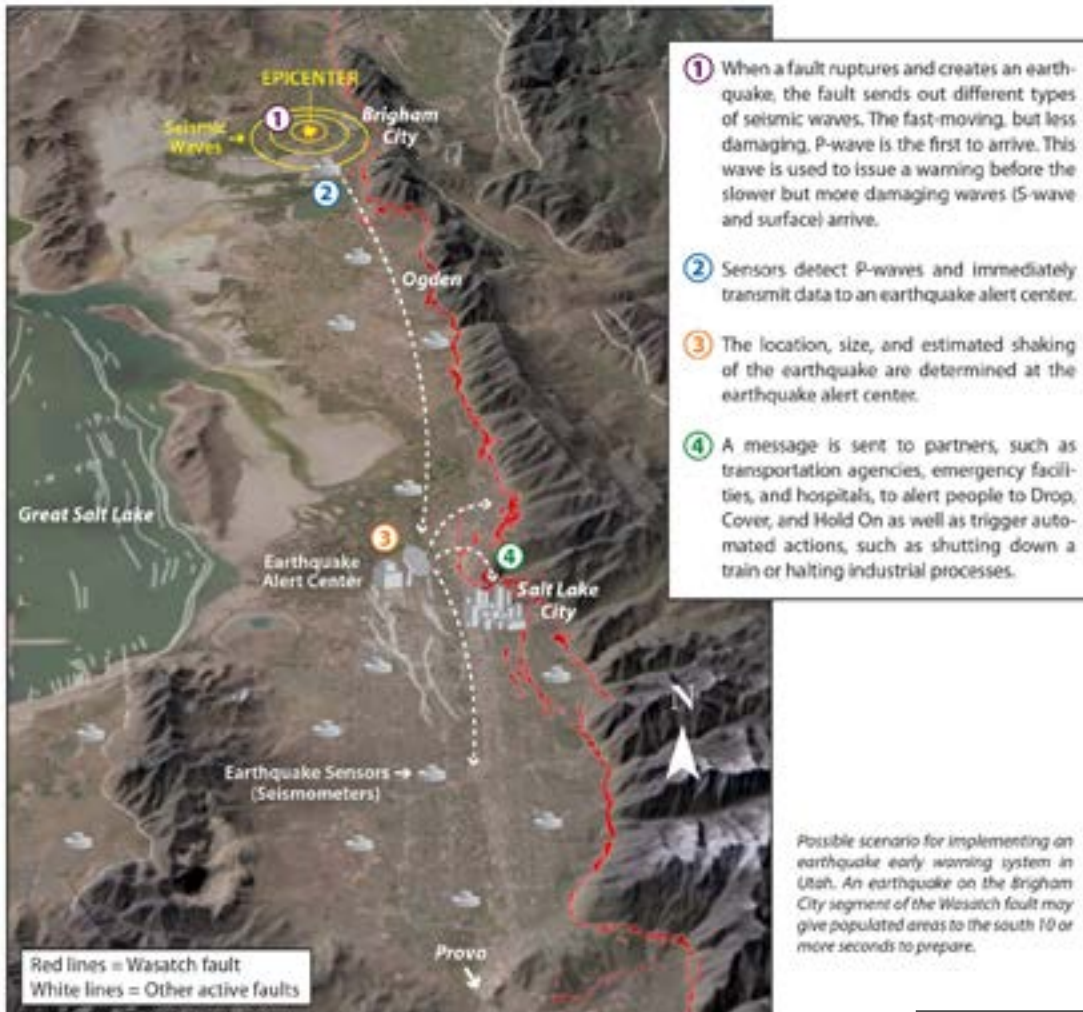 EPICENTER
1
Seismic
Waves
Brigham
City
2
Ogden
Great Salt Lake
3
Earthquake
Alert Center
4
Salt Lake
City
N
Earthquake Sensors
(Seismometers)
Provo
Red lines = Wasatch fault
White lines = Other active faults
1 When a fault ruptures and creates an earth-
quake, the fault sends out different types
of seismic waves. The fast-moving, but less
damaging, P-wave is the first to arrive. This
wave is used to issue a warning before the
slower but more damaging waves (S-wave
and surface) arrive.
2 Sensors detect P-waves and immediately
transmit data to an earthquake alert center.
3 The location, size, and estimated shaking
of the earthquake are determined at the
earthquake alert center.
4 A message is sent to partners, such as
transportation agencies, emergency facili-
ties, and hospitals, to alert people to Drop,
Cover, and Hold On as well as trigger auto-
mated actions, such as shutting down a
train or halting industrial processes.
Possible scenario for implementing an
earthquake early warning system in
Utah. An earthquake on the Brigham
City segment of the Wasatch fault may
give populated areas to the south 10 or
more seconds to prepare.